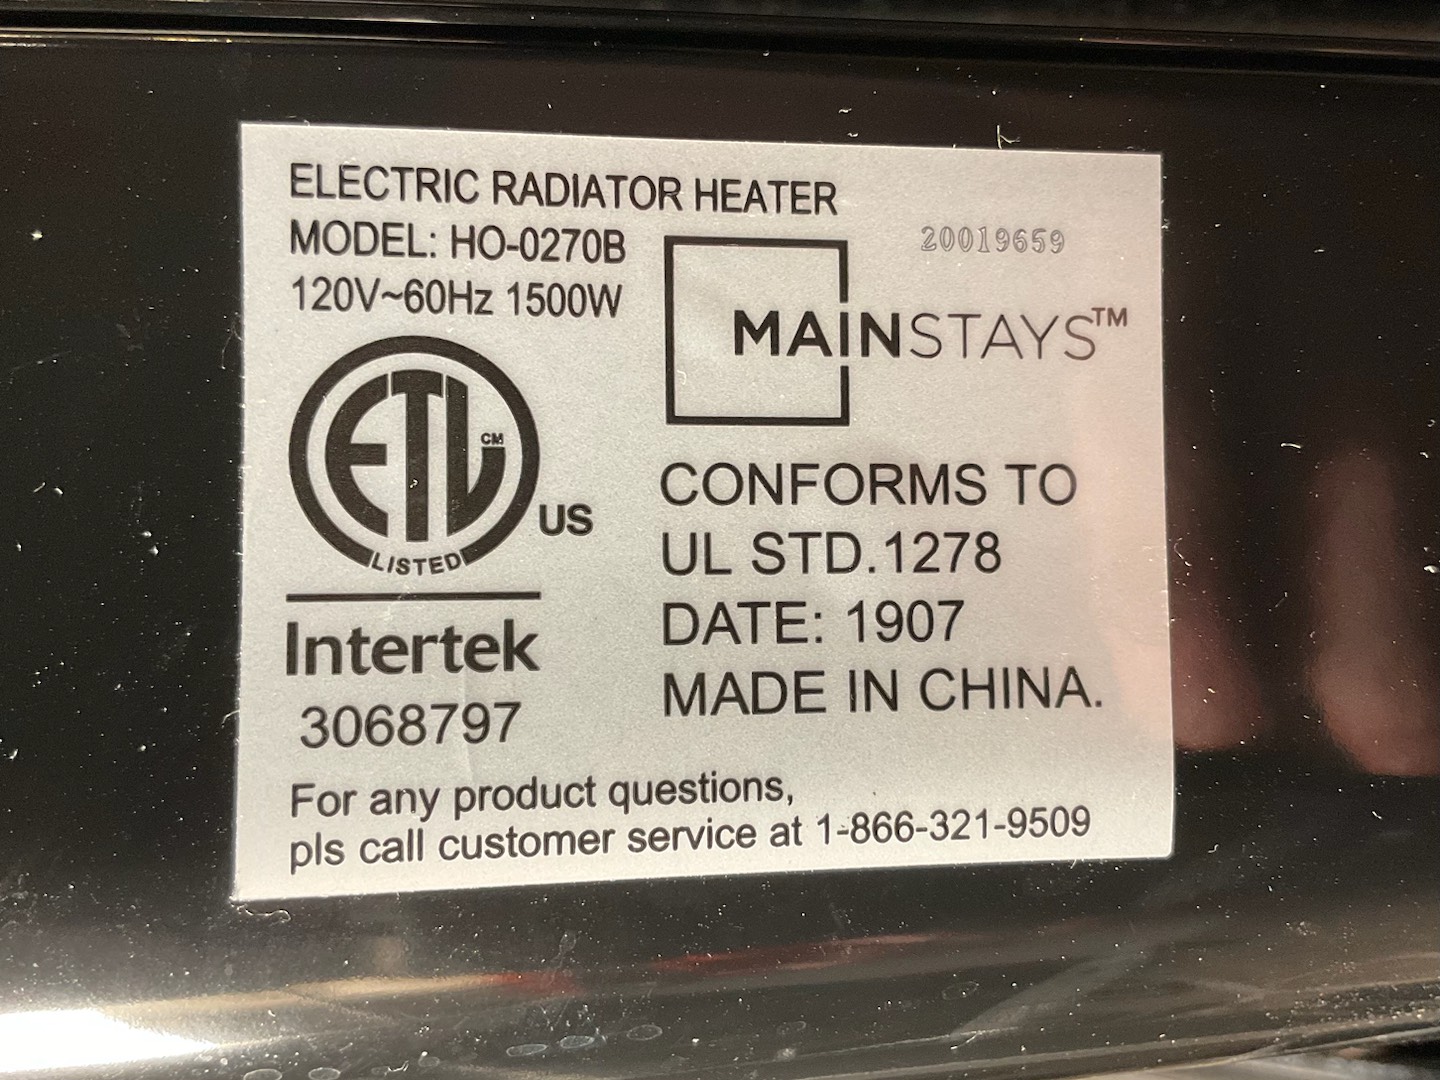 ELECTRIC RADIATOR HEATER
MODEL: HO-0270B
120V~60Hz 1500W
20019659
MAINSTAYS™
ETL CM
LISTED
US
Intertek
3068797
CONFORMS TO
UL STD.1278
DATE: 1907
MADE IN CHINA.
For any product questions,
pls call customer service at 1-866-321-9509